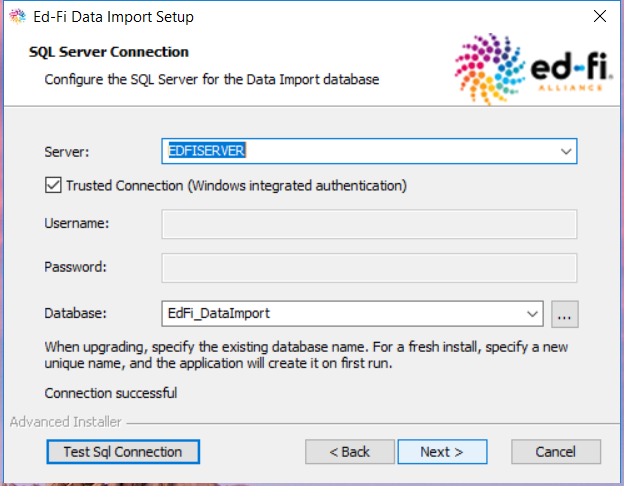 Ed-Fi Data Import Setup
SQL Server Connection
Configure the SQL Server for the Data Import database
ed-fi.
ALLIANCE
Server: EDFISERVER
Trusted Connection (Windows integrated authentication)
Username:
Password:
Database: EdFi_DataImport ...
When upgrading, specify the existing database name. For a fresh install, specify a new
unique name, and the application will create it on first run.
Connection successful
Advanced Installer
Test Sql Connection < Back Next > Cancel